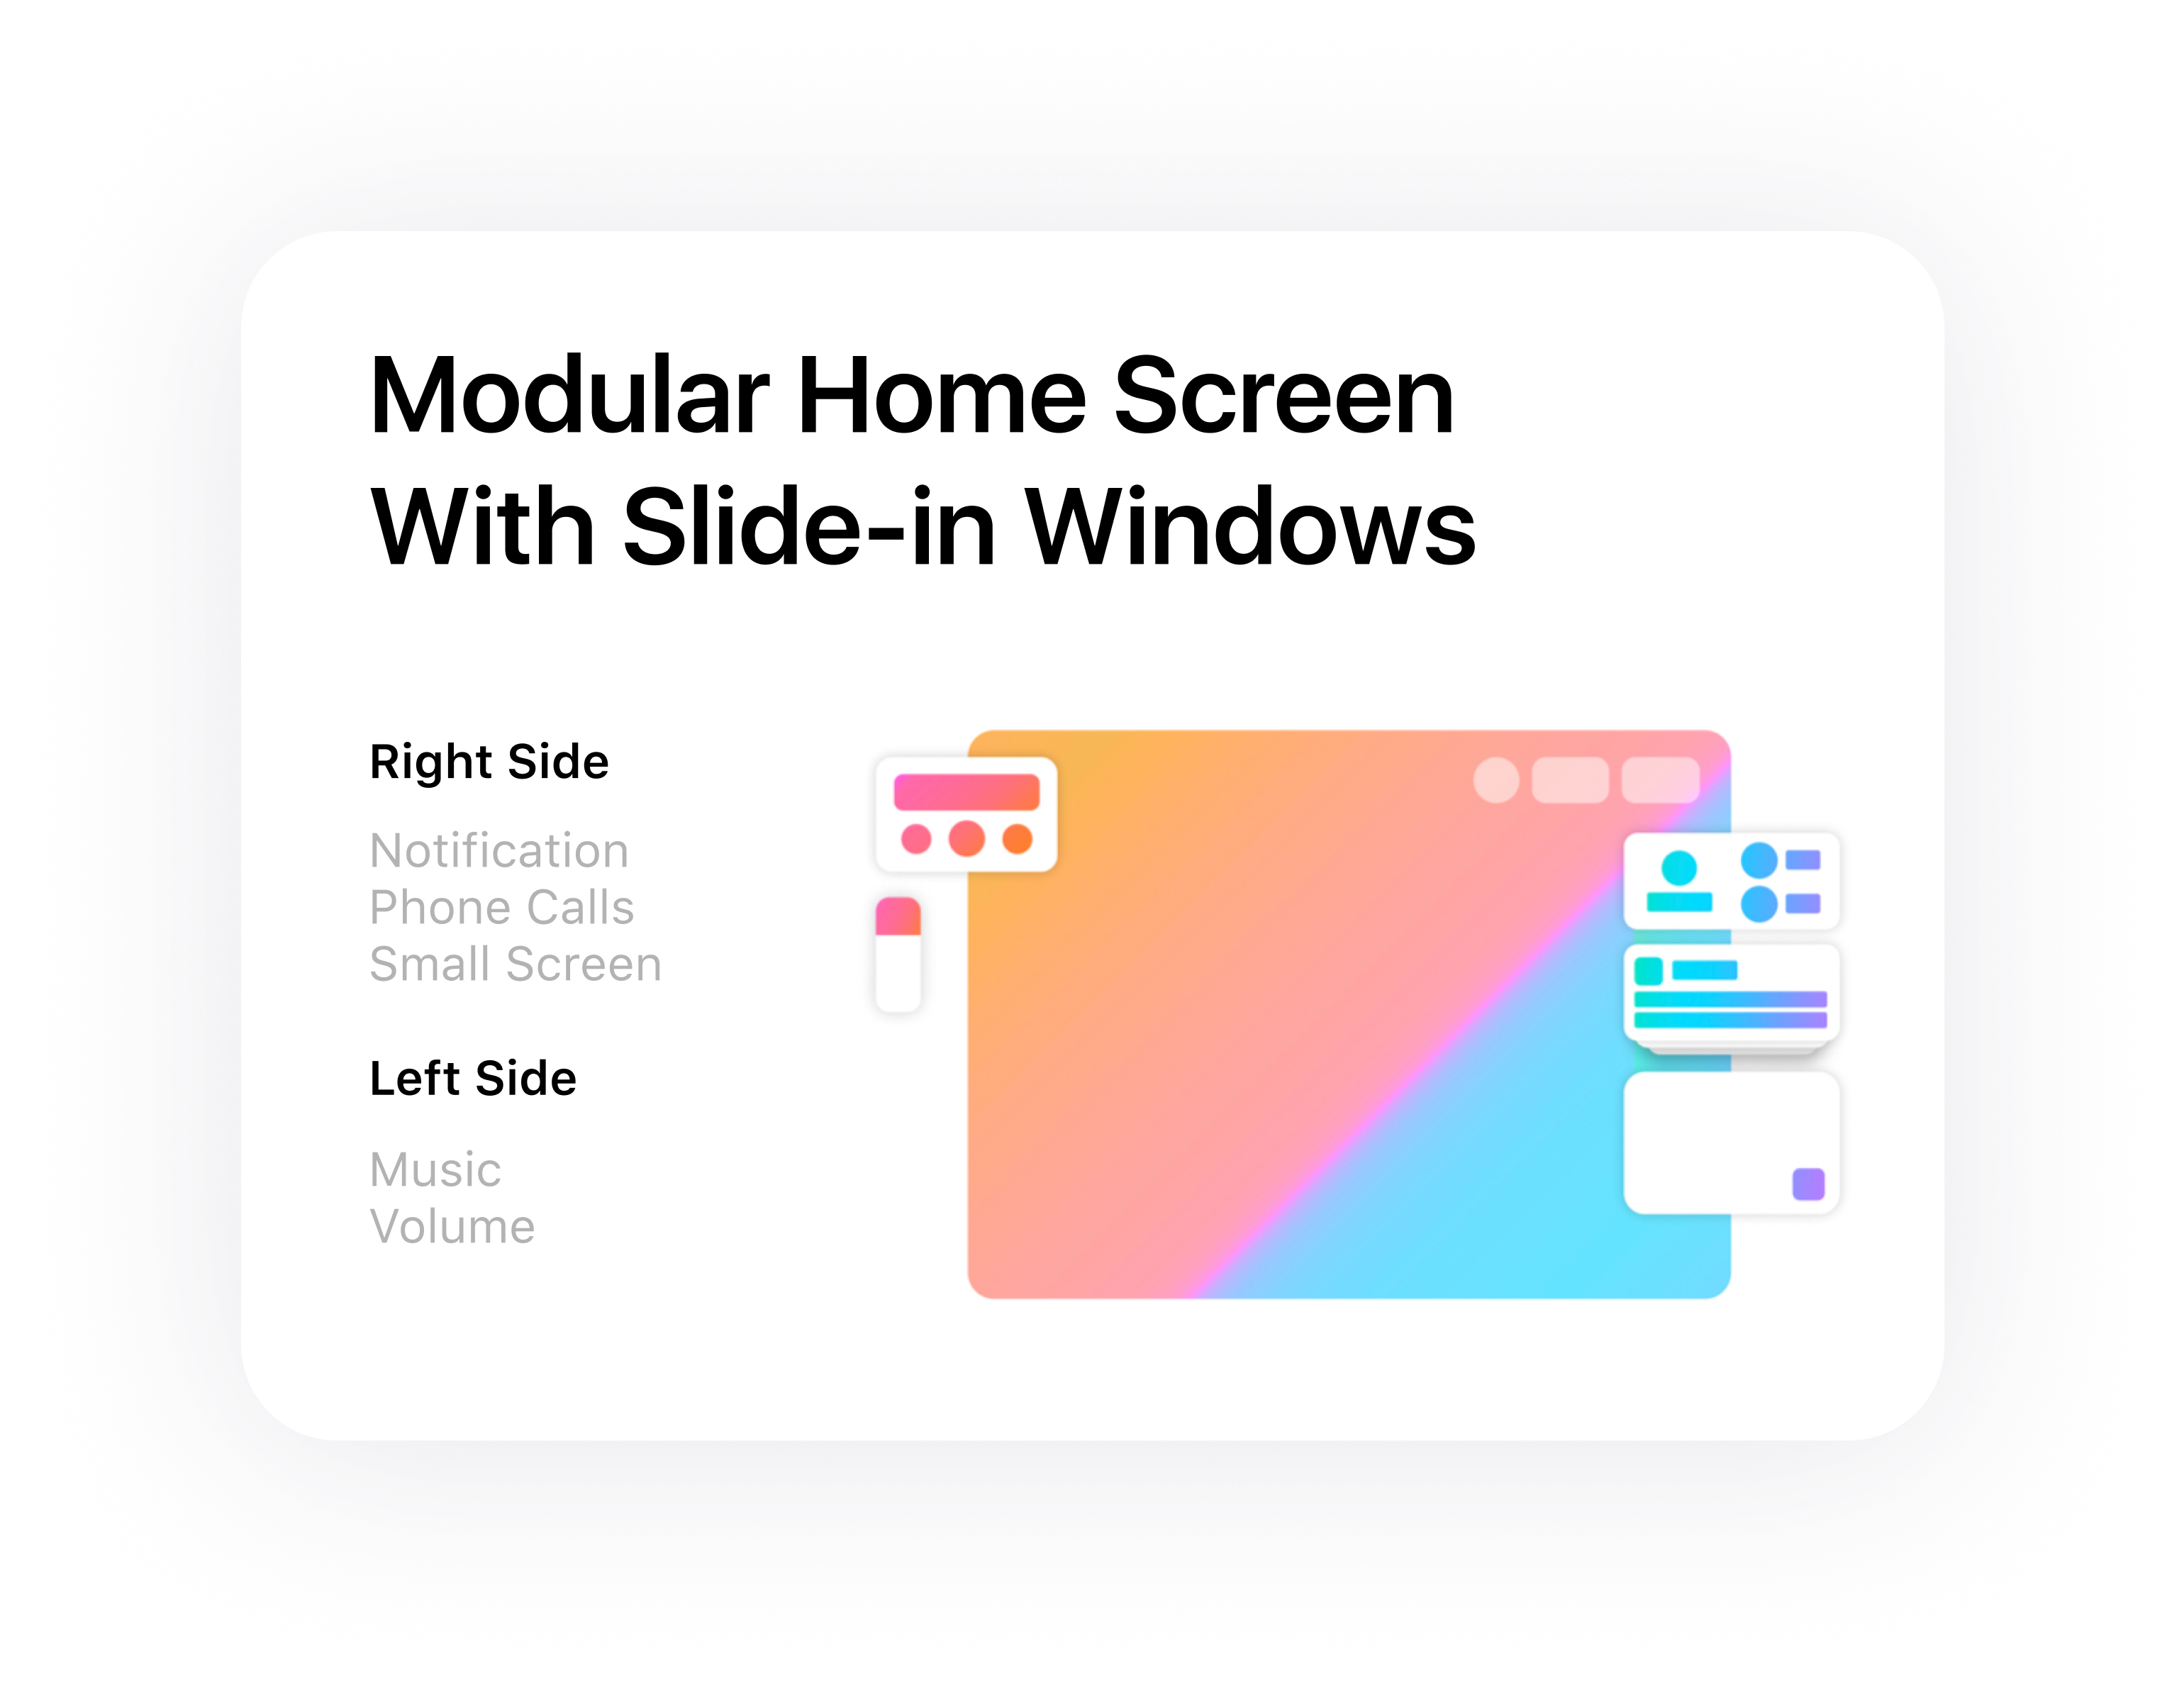 Modular Home Screen
With Slide-in Windows
Right Side
Notification
Phone Calls
Small Screen
Left Side
Music
Volume